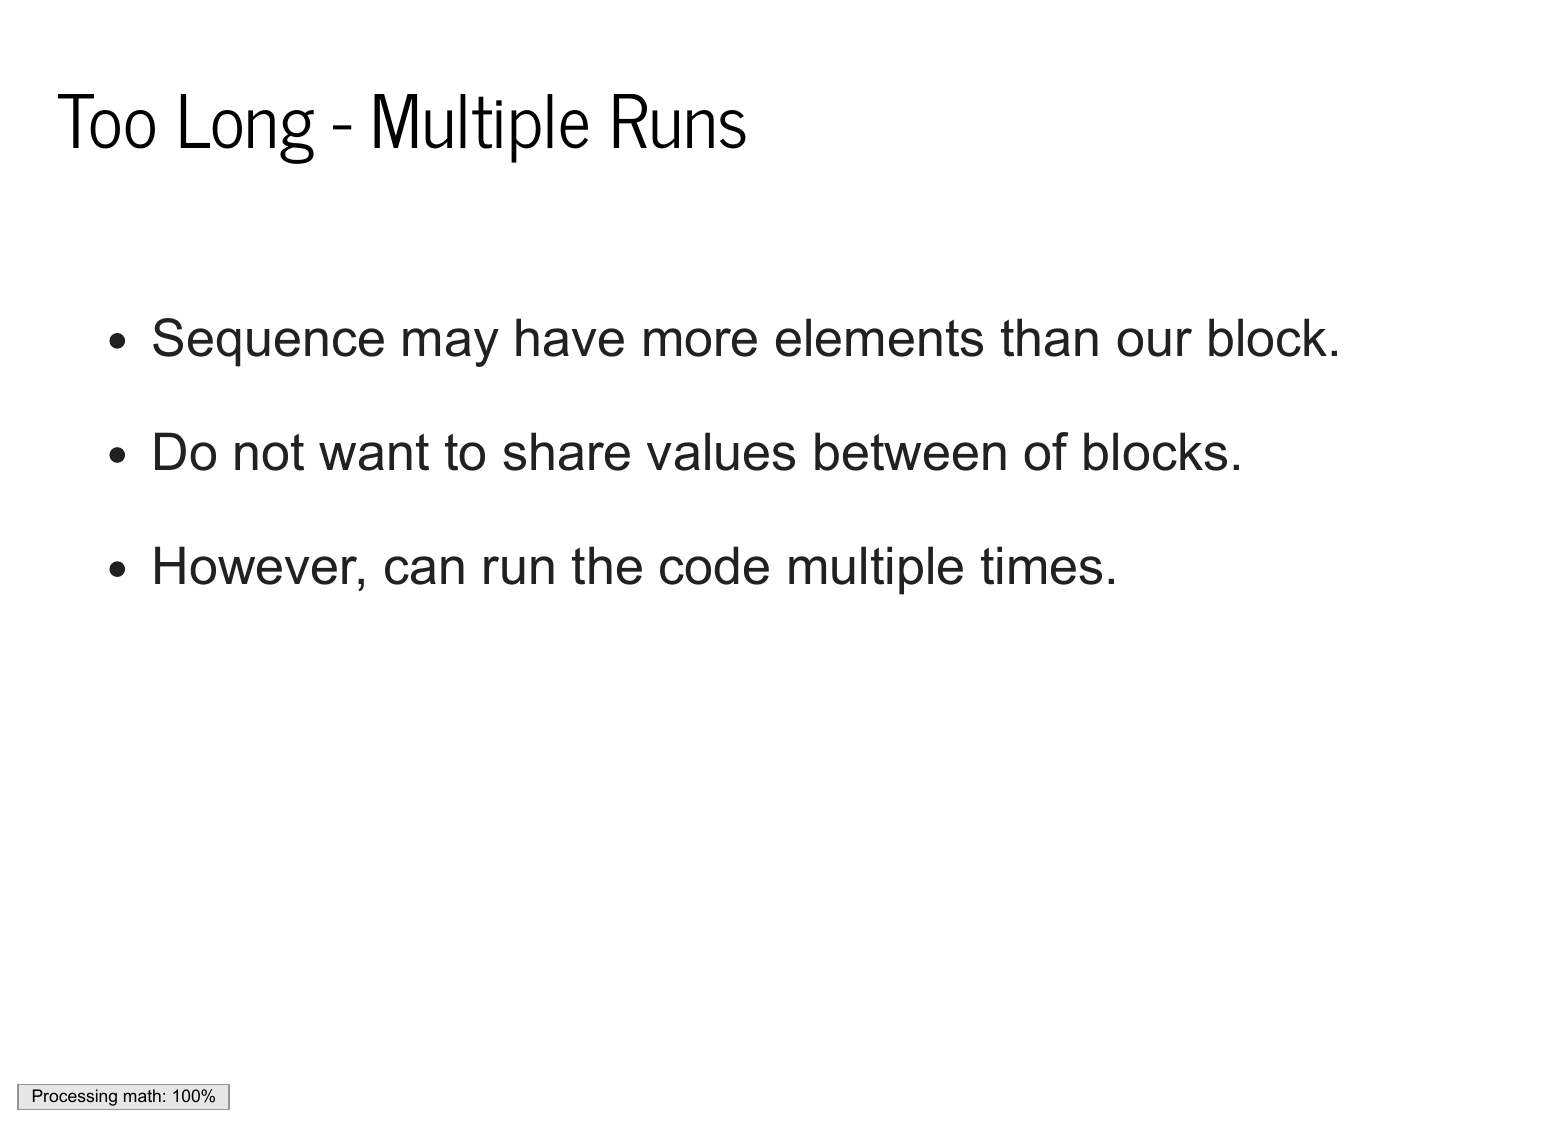 Too Long - Multiple Runs
• Sequence may have more elements than our block.
• Do not want to share values between of blocks.
• However, can run the code multiple times.
Processing math: 100%